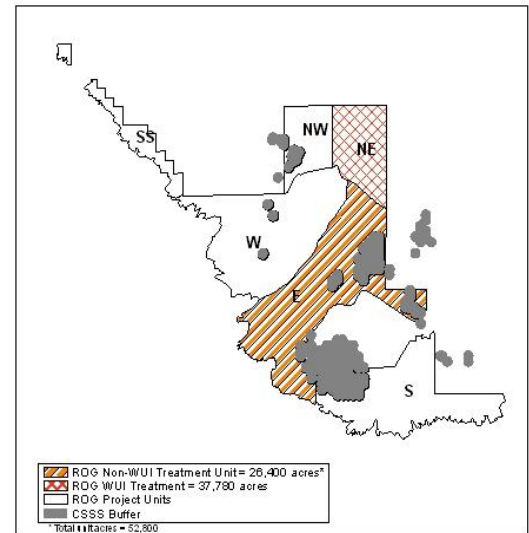 NW
NE
SS
W
E
S
ROG Non-WUI Treatment Unit = 26,400 acres*
ROG WUI Treatment = 37,780 acres
ROG Project Units
CSSS Buffer
* Total unit acres = 52,800